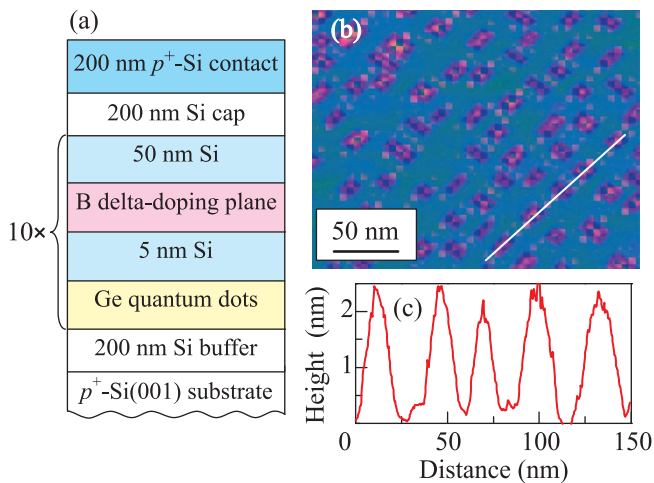 (a)
200 nm p⁺-Si contact
200 nm Si cap
50 nm Si
B delta-doping plane
10×
5 nm Si
Ge quantum dots
200 nm Si buffer
p⁺-Si(001) substrate
(b)
50 nm
(c)
Height (nm)
2
1
0
0
50
100
150
Distance (nm)